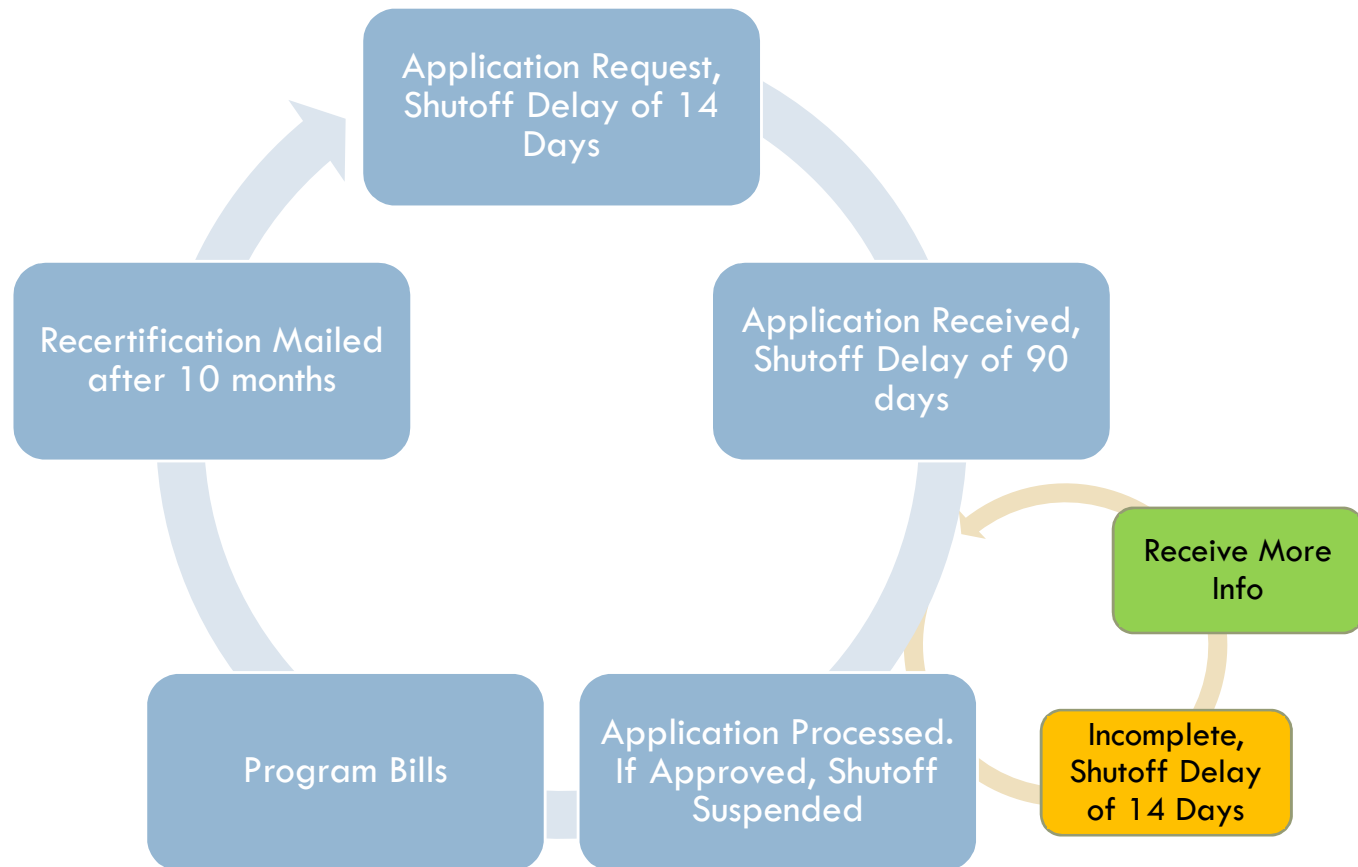 Application Request,
Shutoff Delay of 14
Days
Application Received,
Shutoff Delay of 90
days
Receive More
Info
Incomplete,
Shutoff Delay
of 14 Days
Application Processed.
If Approved, Shutoff
Suspended
Program Bills
Recertification Mailed
after 10 months